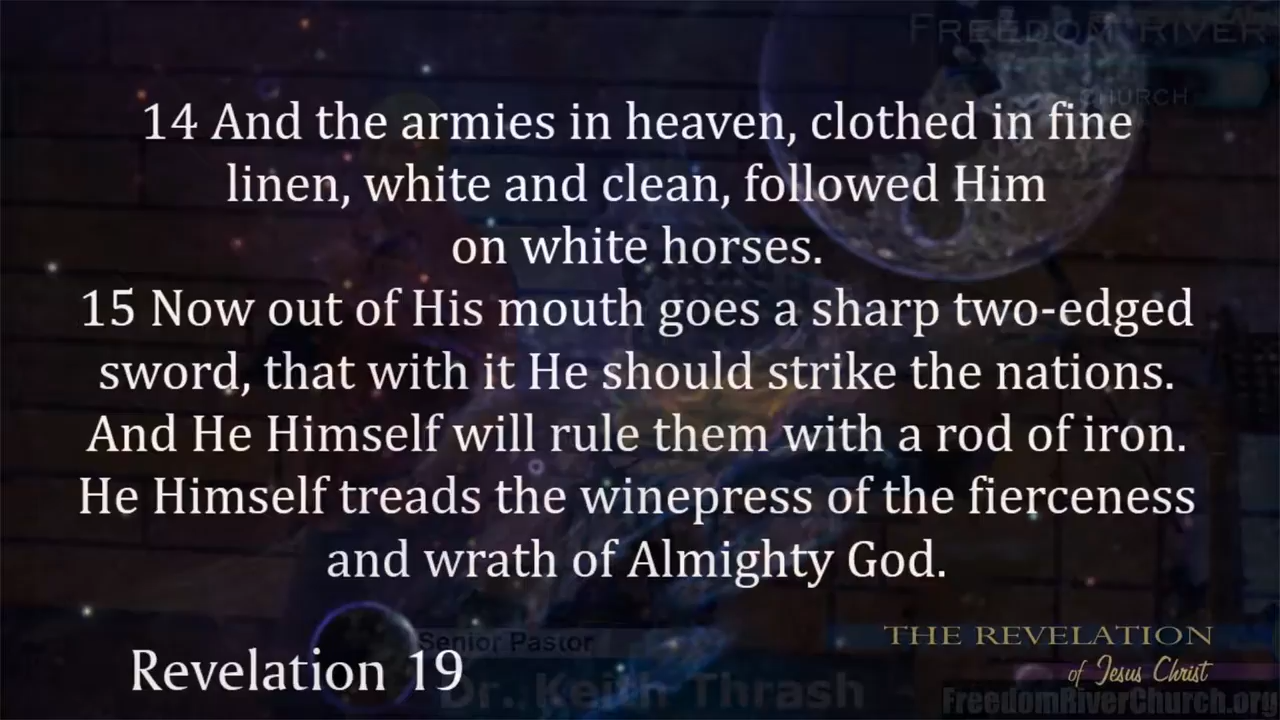 FREEDOM RIVER
CHURCH
14 And the armies in heaven, clothed in fine
linen, white and clean, followed Him
on white horses.
15 Now out of His mouth goes a sharp two-edged
sword, that with it He should strike the nations.
And He Himself will rule them with a rod of iron.
He Himself treads the winepress of the fierceness
and wrath of Almighty God.
Senior Pastor
Dr. Keith Thrash
Revelation 19
THE REVELATION
of Jesus Christ
FreedomRiverChurch.org